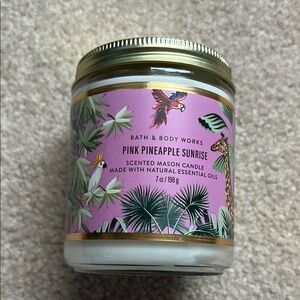 BATH & BODY WORKS
PINK PINEAPPLE SUNRISE
SCENTED MASON CANDLE
MADE WITH NATURAL ESSENTIAL OILS
7 oz / 198 g